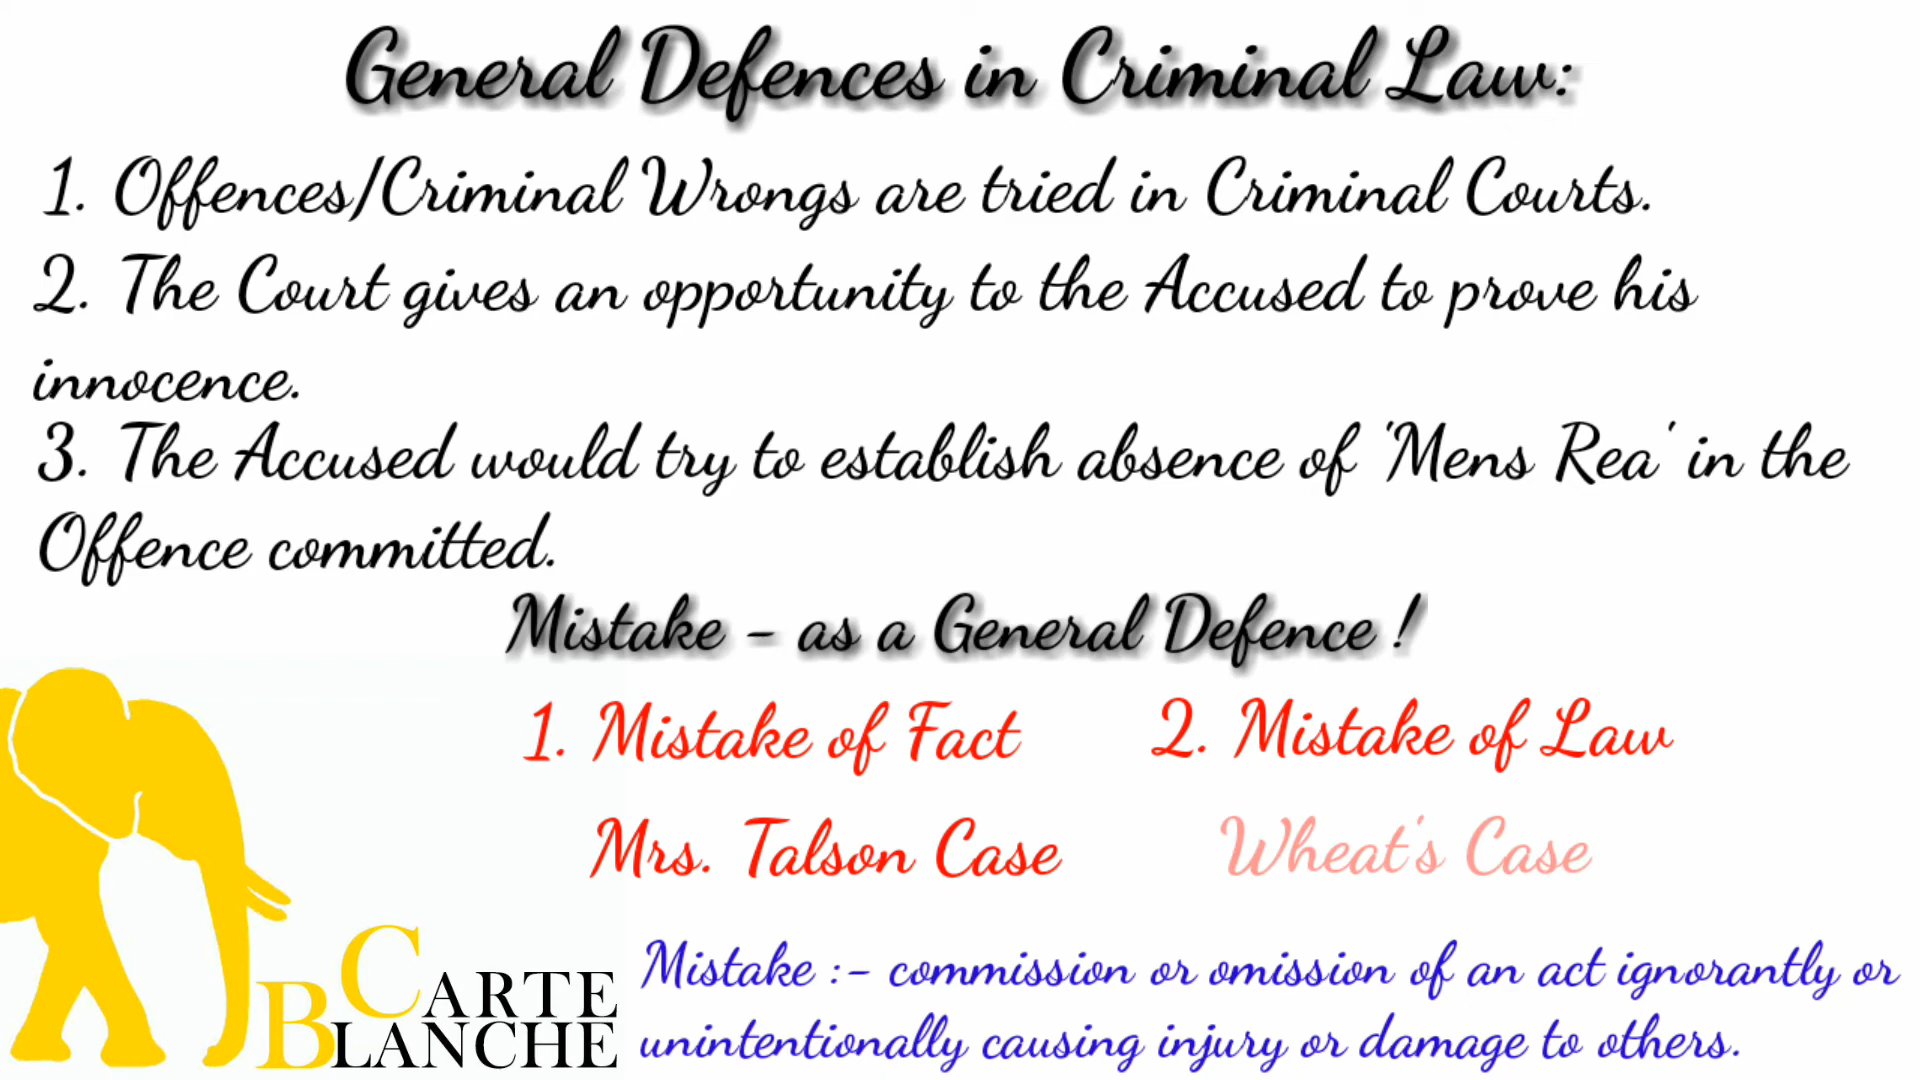 General Defences in Criminal Law:
1. Offences/Criminal Wrongs are tried in Criminal Courts.
2. The Court gives an opportunity to the Accused to prove his
innocence.
3. The Accused would try to establish absence of 'Mens Rea' in the
Offence committed.
Mistake - as a General Defence !
1. Mistake of Fact
2. Mistake of Law
Mrs. Talson Case
Wheat's Case
Mistake :- commission or omission of an act ignorantly or
unintentionally causing injury or damage to others.
CARTE
BLANCHE